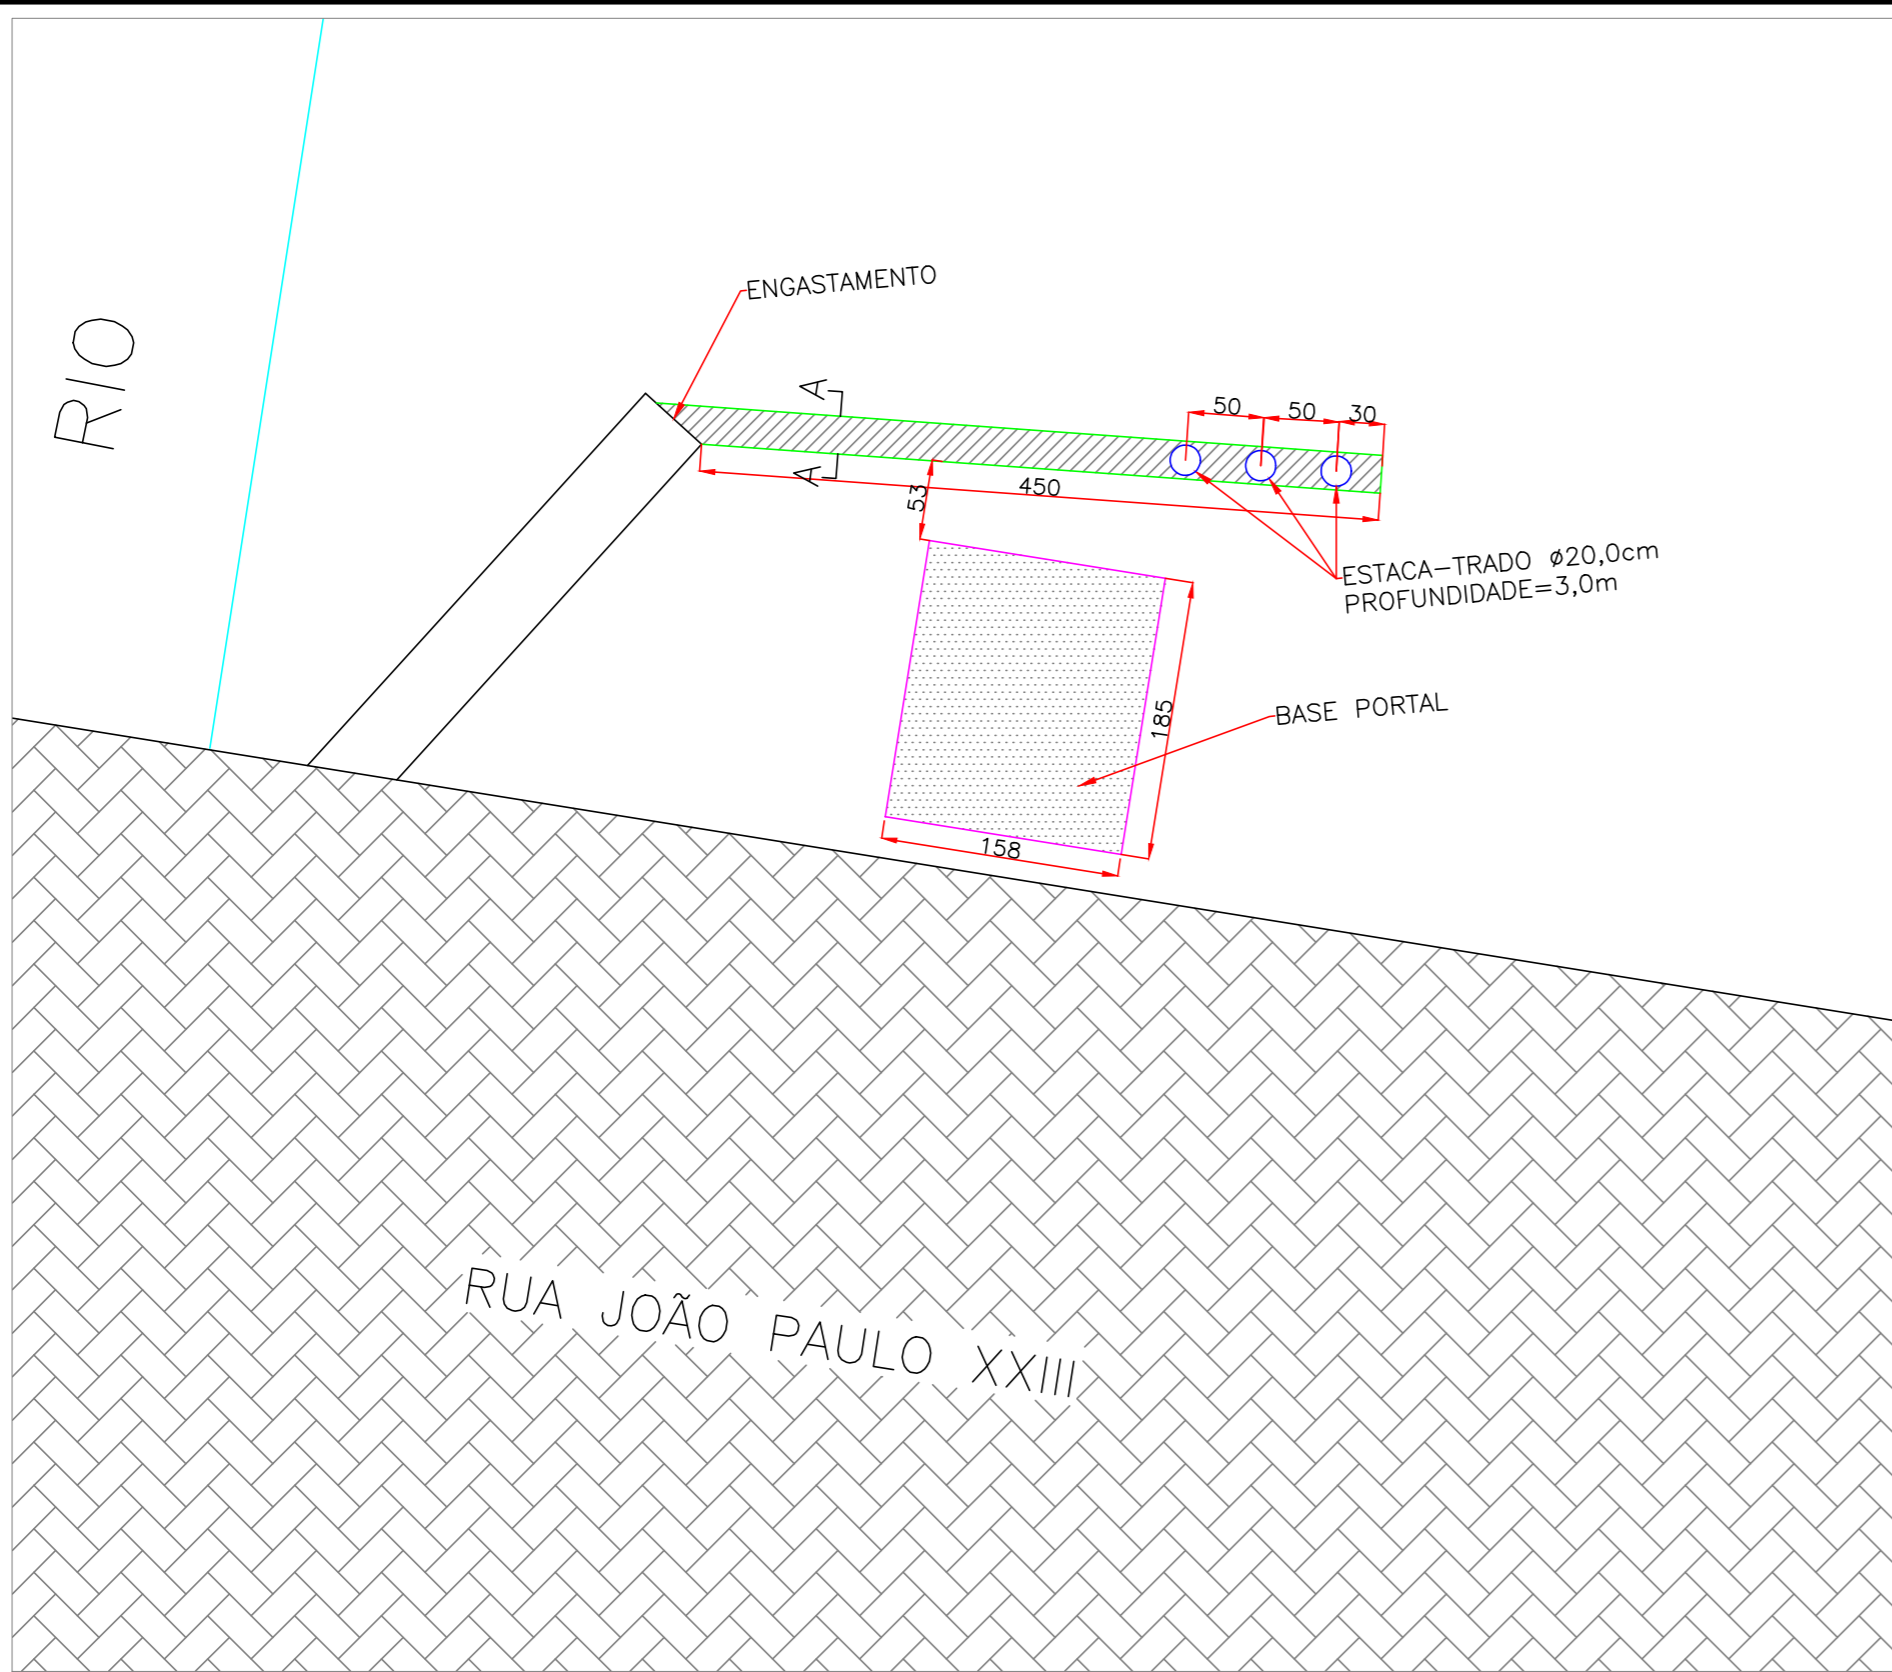 RIO
ENGASTAMENTO
A
A
50
50
30
53
450
ESTACA-TRADO ø20,0cm
PROFUNDIDADE=3,0m
185
BASE PORTAL
158
RUA JOÃO PAULO XXIII